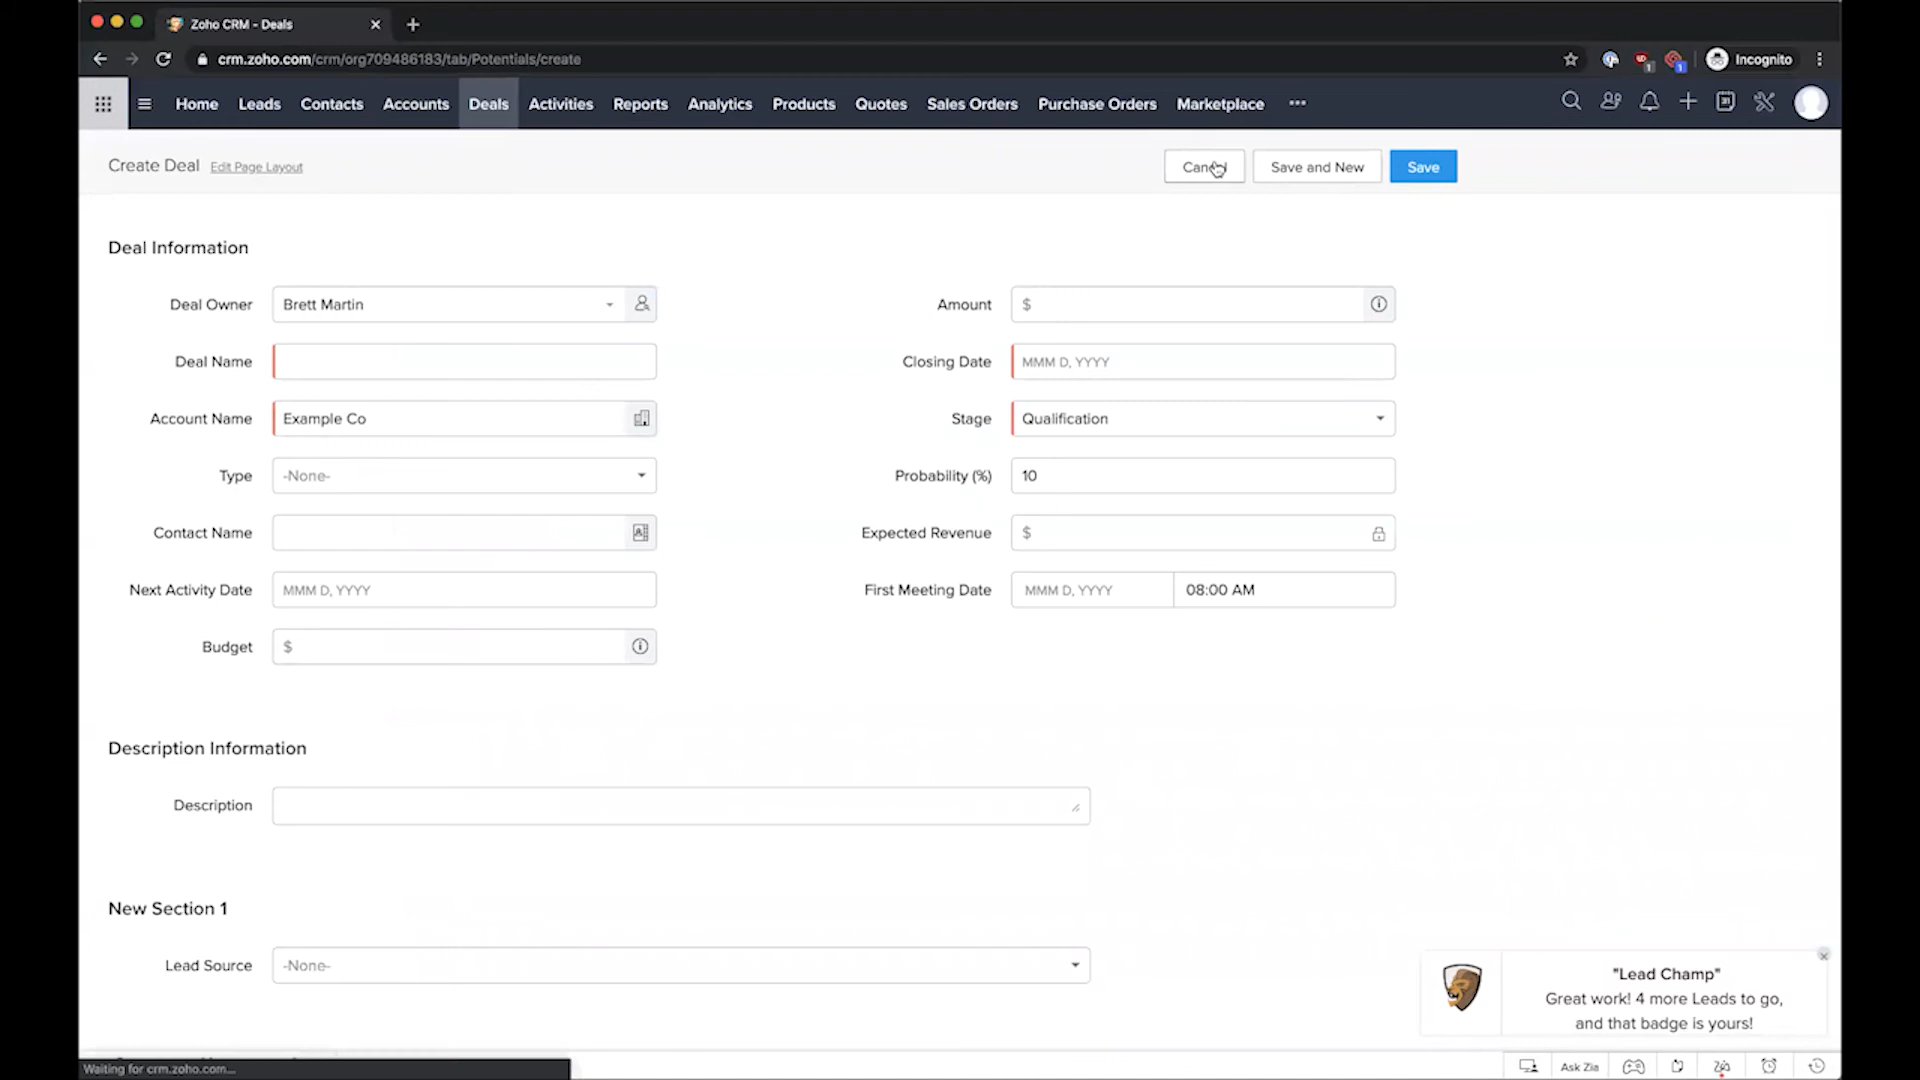 Zoho CRM - Deals
crm.zoho.com/crm/org709486183/tab/Potentials/create
1
1
Incognito
Home
Leads
Contacts
Accounts
Deals
Activities
Reports
Analytics
Products
Quotes
Sales Orders
Purchase Orders
Marketplace
31
Create Deal
Edit Page Layout
Save and New
Save
Deal Information
Deal Owner
Brett Martin
Amount
$
Deal Name
Closing Date
MMM D, YYYY
Account Name
Example Co
Stage
Qualification
Type
-None-
Probability (%)
10
Contact Name
Expected Revenue
$
Next Activity Date
MMM D, YYYY
First Meeting Date
MMM D, YYYY
08:00 AM
Budget
$
Description Information
Description
New Section 1
Lead Source
-None-
"Lead Champ"
Great work! 4 more Leads to go,
and that badge is yours!
Waiting for crm.zoho.com...
Ask Zia